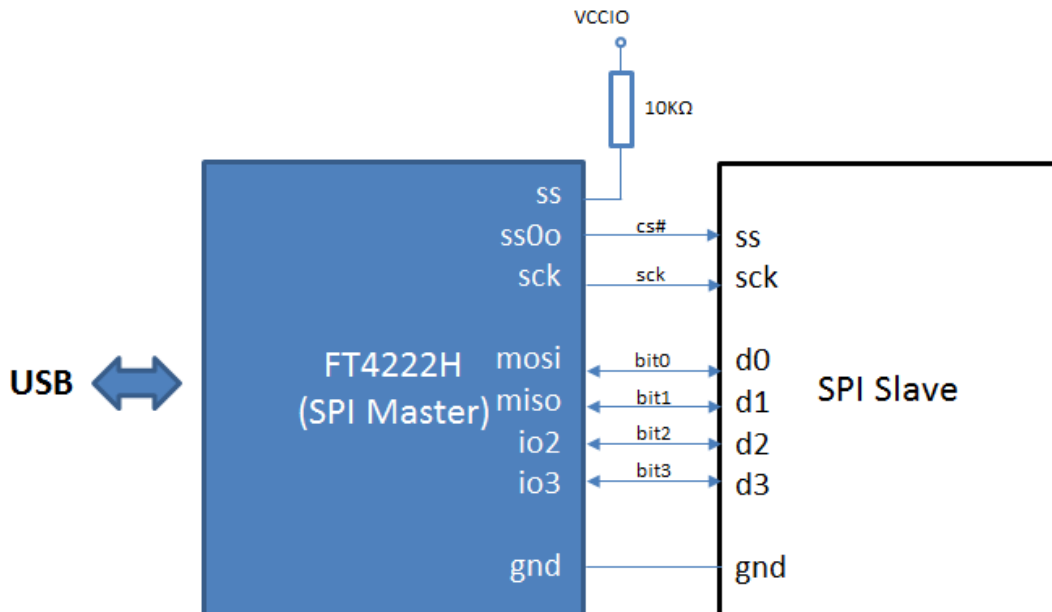 VCCIO
10KΩ
ss
ss0o
cs#
ss
sck
sck
sck
USB
FT4222H
(SPI Master)
mosi
bit0
d0
miso
bit1
d1
io2
bit2
d2
io3
bit3
d3
SPI Slave
gnd
gnd